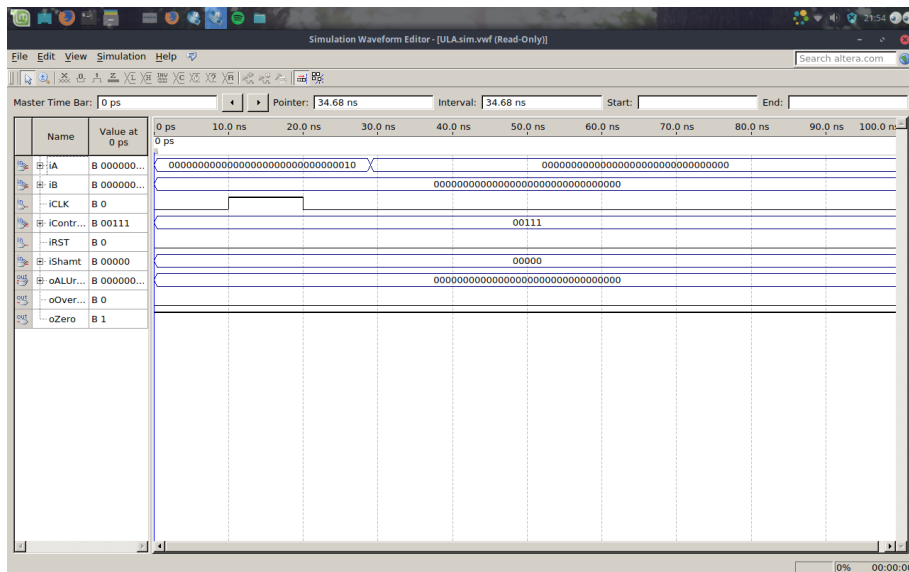 21:54
Simulation Waveform Editor - [ULA.sim.vwf (Read-Only)]
File Edit View Simulation Help
Search altera.com
Master Time Bar: 0 ps Pointer: 34.68 ns Interval: 34.68 ns Start: End:
Name Value at 0 ps
0 ps 10.0 ns 20.0 ns 30.0 ns 40.0 ns 50.0 ns 60.0 ns 70.0 ns 80.0 ns 90.0 ns 100.0 ns
0 ps
iA B 000000... 00000000000000000000000000000010 00000000000000000000000000000000
iB B 000000... 00000000000000000000000000000000
iCLK B 0
iContr... B 00111 00111
iRST B 0
iShamt B 00000 00000
oALUr... B 000000... 00000000000000000000000000000000
oOver... B 0
oZero B 1
0% 00:00:0